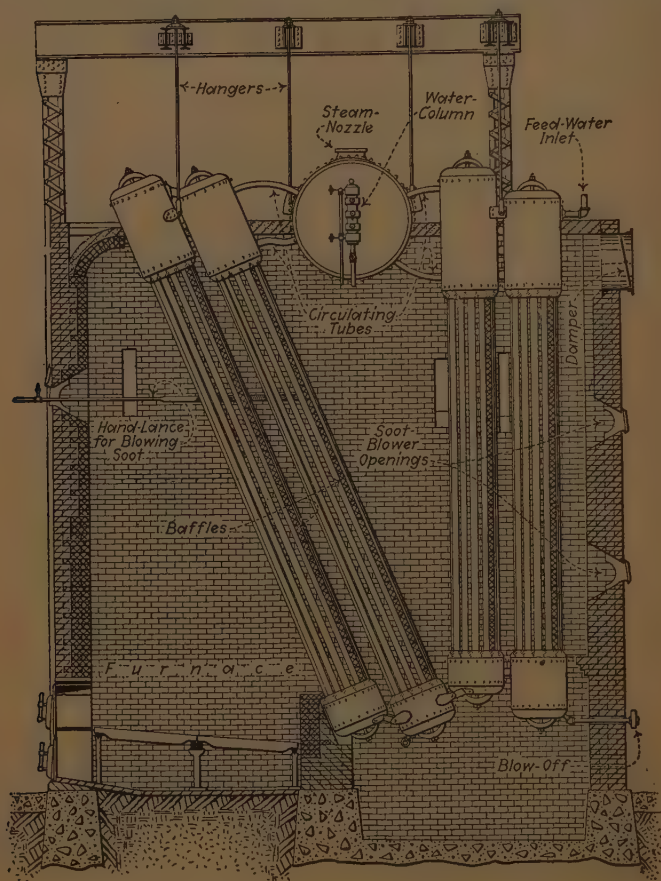 Hangers
Steam-
Nozzle
Water-
Column
Feed-Water
Inlet
Circulating
Tubes
Damper
Hand-Lance
for Blowing
Soot
Soot-
Blower
Openings
Baffles
Furnace
Blow-Off